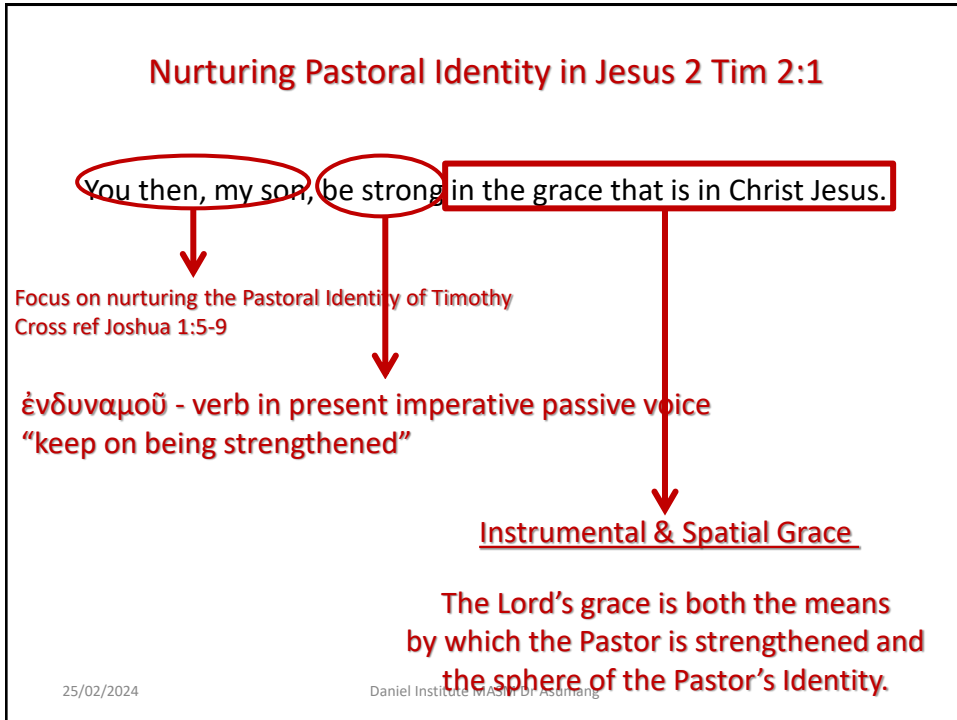 Nurturing Pastoral Identity in Jesus 2 Tim 2:1
You then, my son, be strong in the grace that is in Christ Jesus.
Focus on nurturing the Pastoral Identity of Timothy
Cross ref Joshua 1:5-9
ἐνδυναμοῦ - verb in present imperative passive voice
“keep on being strengthened”
Instrumental & Spatial Grace
The Lord’s grace is both the means
by which the Pastor is strengthened and
the sphere of the Pastor’s Identity.
25/02/2024
Daniel Institute MASM Dr Asumang